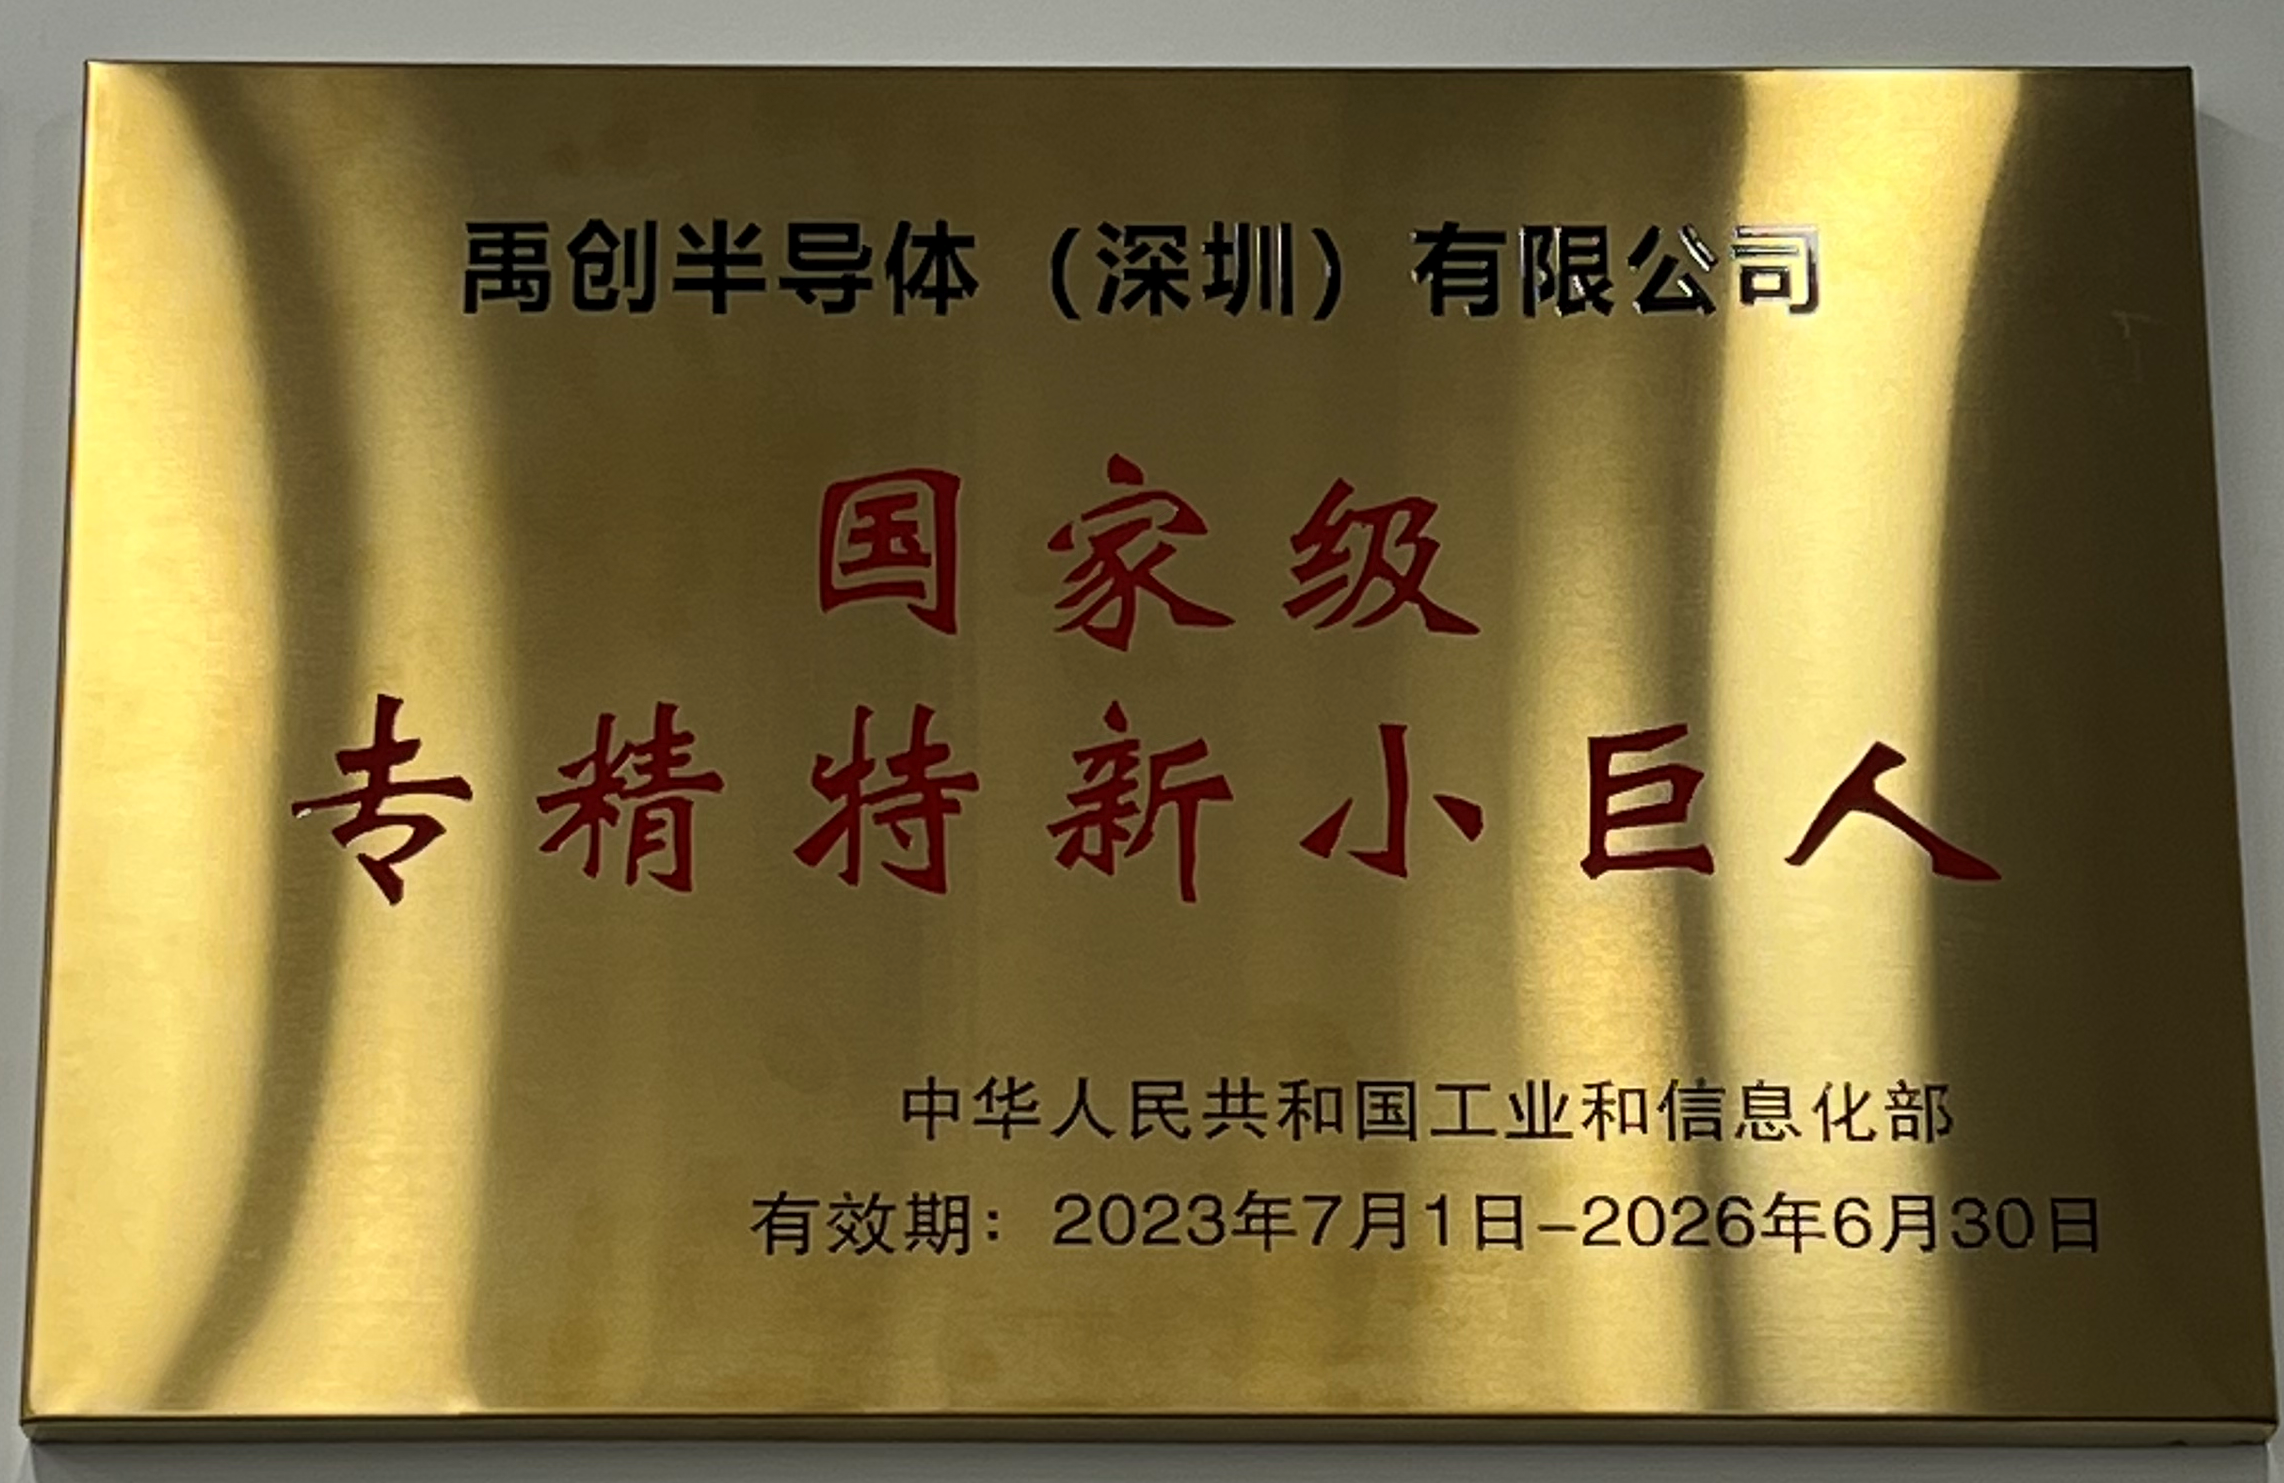 禹创半导体（深圳）有限公司
国家级
专精特新小巨人
中华人民共和国工业和信息化部
有效期：2023年7月1日-2026年6月30日